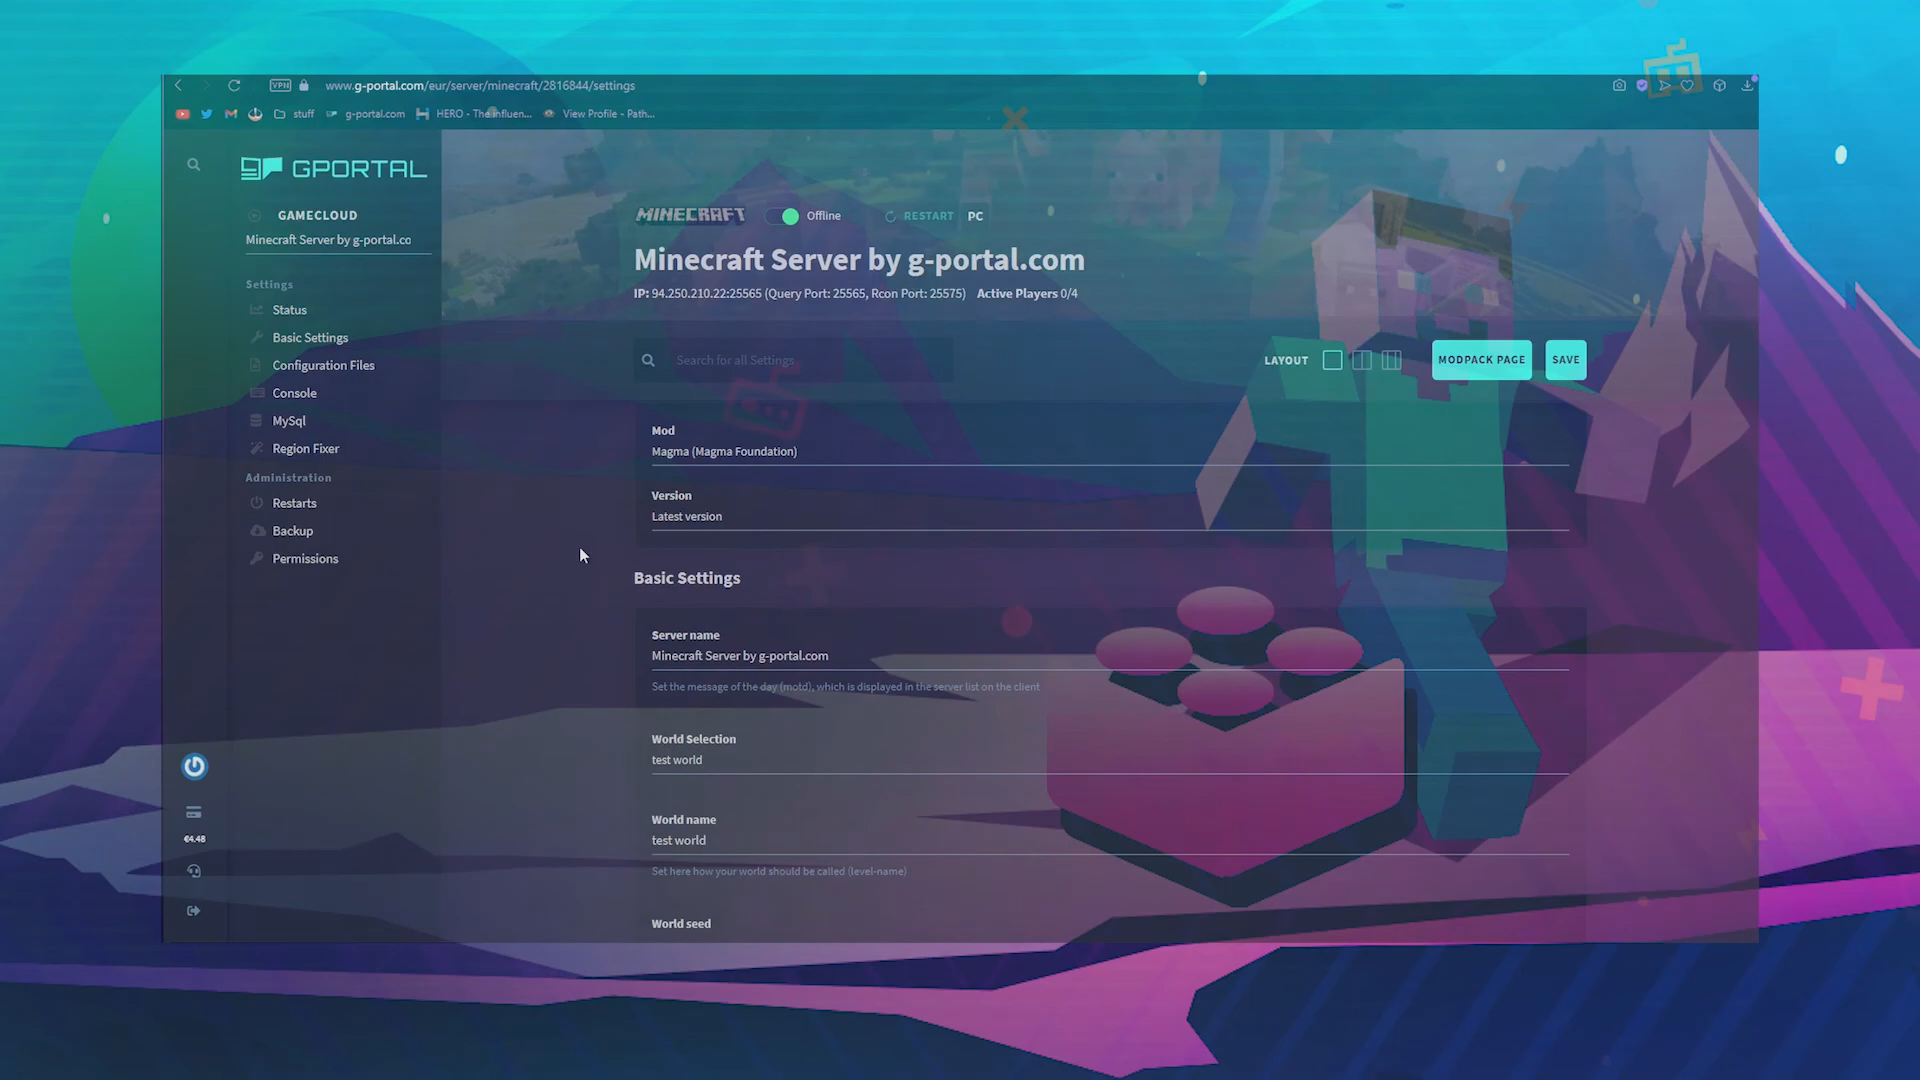 VPN www.g-portal.com/eur/server/minecraft/2816844/settings
stuff g-portal.com HERO - The Influen... View Profile - Path...
GPORTAL
GAMECLOUD
Minecraft Server by g-portal.co
Settings
Status
Basic Settings
Configuration Files
Console
MySql
Region Fixer
Administration
Restarts
Backup
Permissions
€4.48
MINECRAFT Offline RESTART PC
Minecraft Server by g-portal.com
IP: 94.250.210.22:25565 (Query Port: 25565, Rcon Port: 25575) Active Players 0/4
Search for all Settings
LAYOUT MODPACK PAGE SAVE
Mod
Magma (Magma Foundation)
Version
Latest version
Basic Settings
Server name
Minecraft Server by g-portal.com
Set the message of the day (motd), which is displayed in the server list on the client
World Selection
test world
World name
test world
Set here how your world should be called (level-name)
World seed